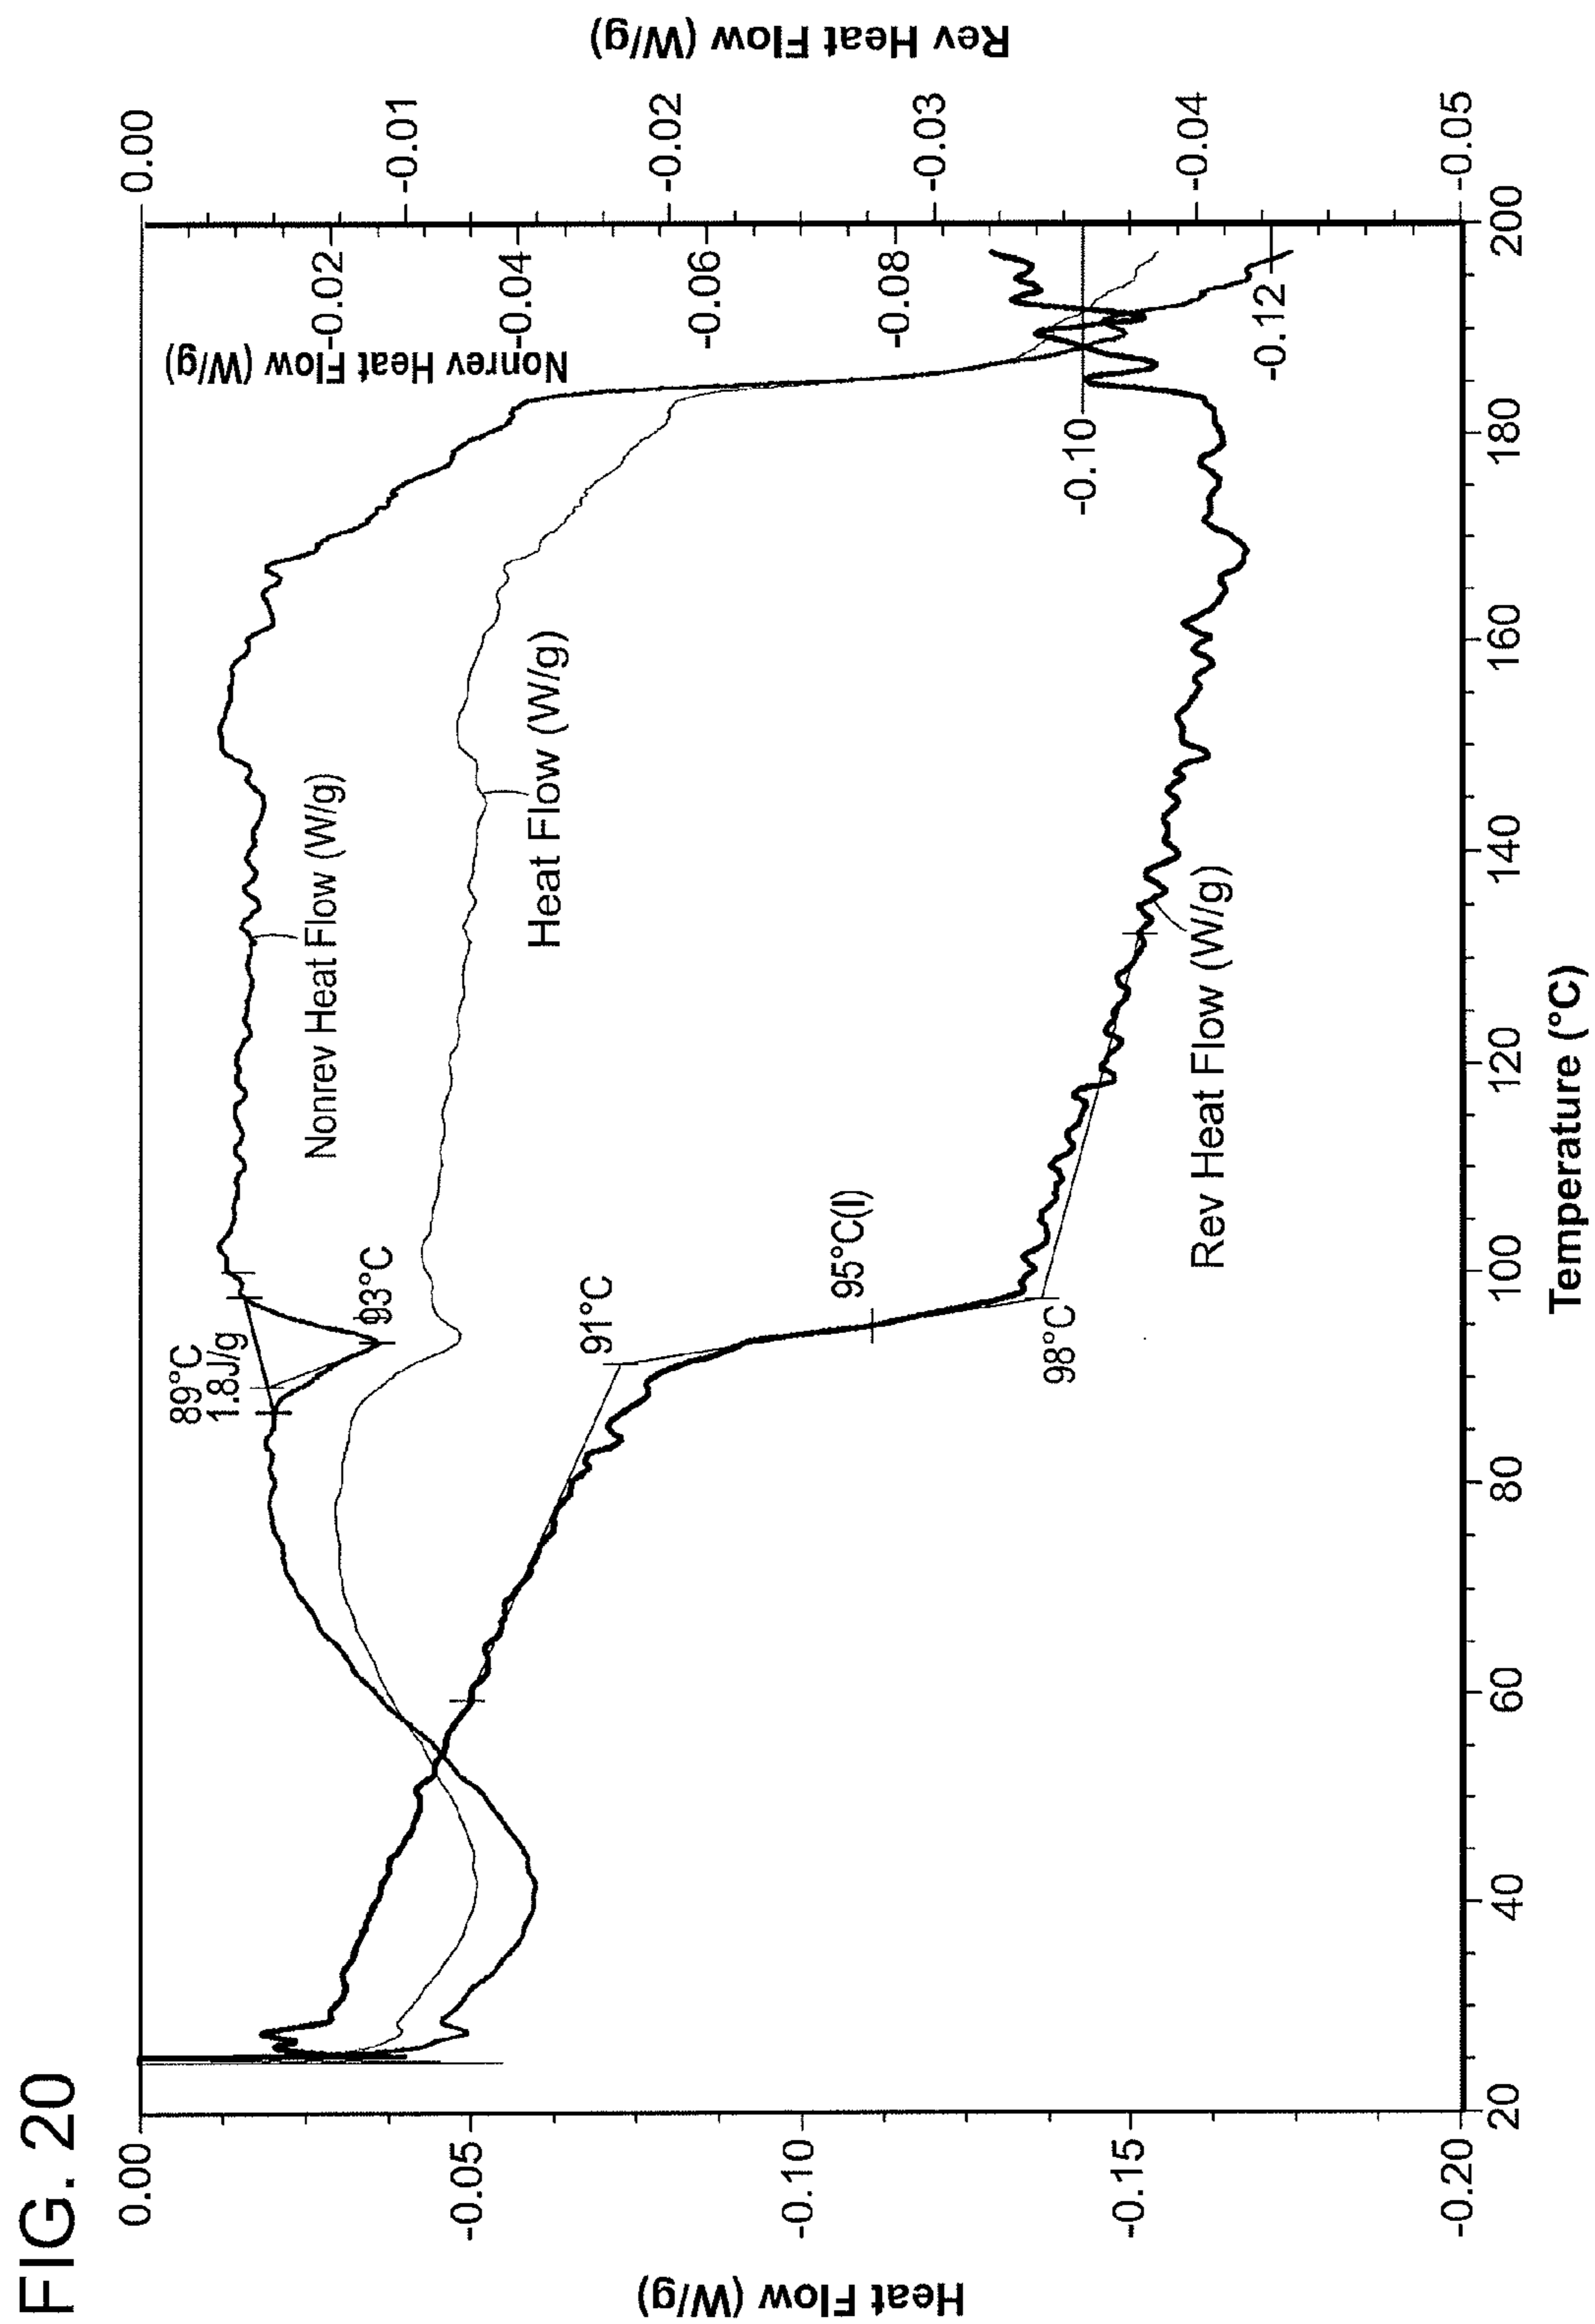 FIG. 20
Heat Flow (W/g)
0.00
-0.05
-0.10
-0.15
-0.20
20
40
60
80
100
120
140
160
180
200
Temperature (°C)
89°C
1.8J/g
93°C
91°C
95°C(I)
98°C
Nonrev Heat Flow (W/g)
Heat Flow (W/g)
Rev Heat Flow (W/g)
Nonrev Heat Flow (W/g)
-0.02
-0.04
-0.06
-0.08
-0.10
-0.12
0.00
-0.01
-0.02
-0.03
-0.04
-0.05
Rev Heat Flow (W/g)